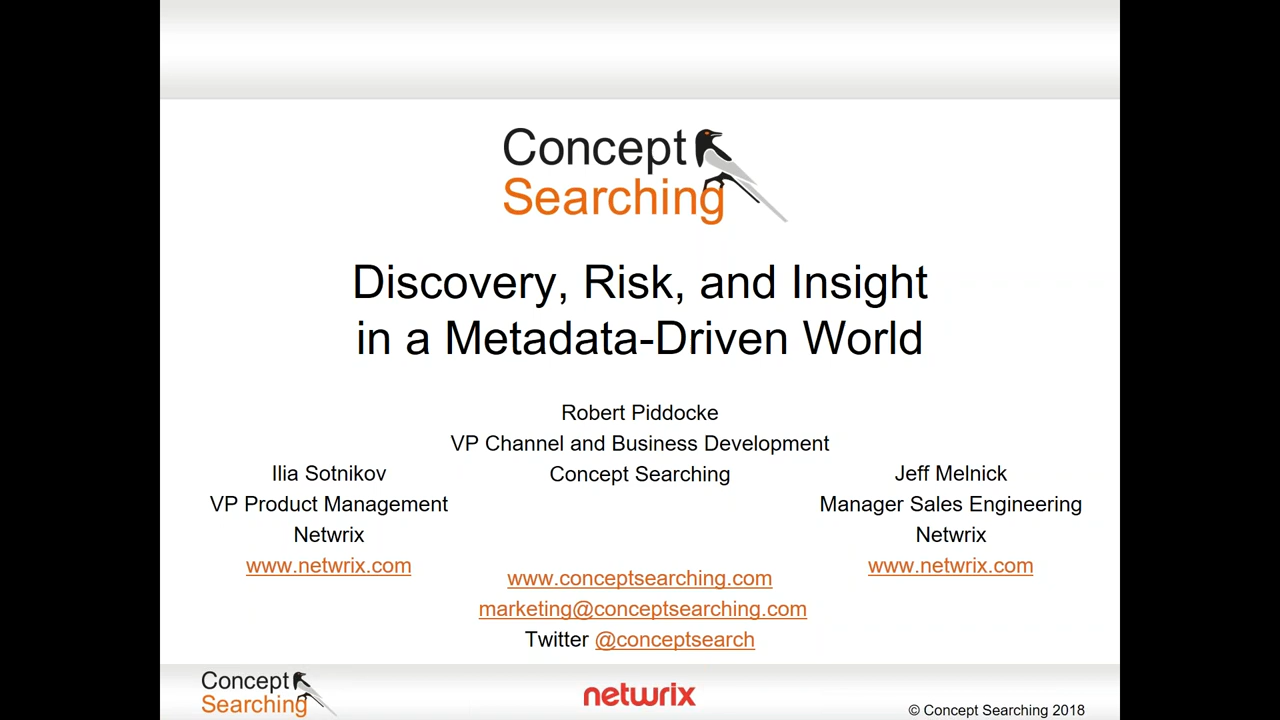 Concept
Searching
Discovery, Risk, and Insight
in a Metadata-Driven World
Robert Piddocke
VP Channel and Business Development
Concept Searching
Ilia Sotnikov
VP Product Management
Netwrix
www.netwrix.com
Jeff Melnick
Manager Sales Engineering
Netwrix
www.netwrix.com
www.conceptsearching.com
marketing@conceptsearching.com
Twitter @conceptsearch
Concept
Searching
netwrix
© Concept Searching 2018